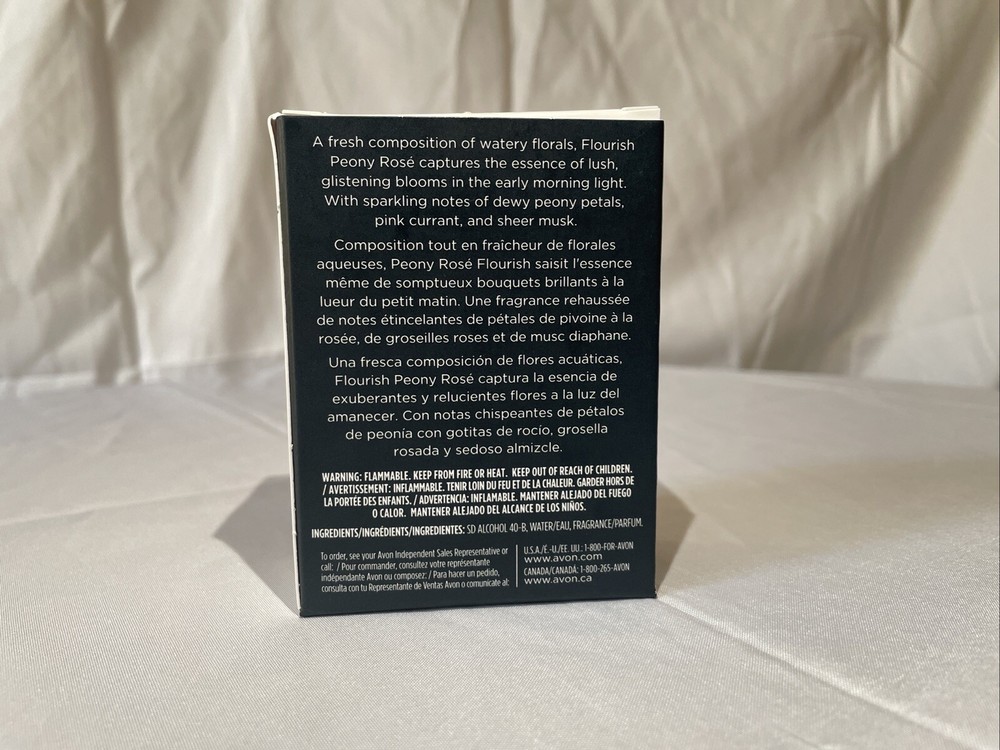 A fresh composition of watery florals, Flourish
Peony Rosé captures the essence of lush,
glistening blooms in the early morning light.
With sparkling notes of dewy peony petals,
pink currant, and sheer musk.
Composition tout en fraîcheur de florales
aqueuses, Peony Rosé Flourish saisit l'essence
même de somptueux bouquets brillants à la
lueur du petit matin. Une fragrance rehaussée
de notes étincelantes de pétales de pivoine à la
rosée, de groseilles roses et de musc diaphane.
Una fresca composición de flores acuáticas,
Flourish Peony Rosé captura la esencia de
exuberantes y relucientes flores a la luz del
amanecer. Con notas chispeantes de pétalos
de peonía con gotitas de rocío, grosella
rosada y sedoso almizcle.
WARNING: FLAMMABLE. KEEP FROM FIRE OR HEAT. KEEP OUT OF REACH OF CHILDREN.
/ AVERTISSEMENT: INFLAMMABLE. TENIR LOIN DU FEU ET DE LA CHALEUR. GARDER HORS DE
LA PORTÉE DES ENFANTS. / ADVERTENCIA: INFLAMABLE. MANTENER ALEJADO DEL FUEGO
O CALOR. MANTENER ALEJADO DEL ALCANCE DE LOS NIÑOS.
INGREDIENTS/INGRÉDIENTS/INGREDIENTES: SD ALCOHOL 40-B, WATER/EAU, FRAGRANCE/PARFUM.
To order, see your Avon Independent Sales Representative or
call: / Pour commander, consultez votre représentante
indépendante Avon ou composez: / Para hacer un pedido,
consulta con tu Representante de Ventas Avon o comunícate al:
U.S.A./É.-U./EE. UU.: 1-800-FOR-AVON
www.avon.com
CANADA/CANADÁ: 1-800-265-AVON
www.avon.ca